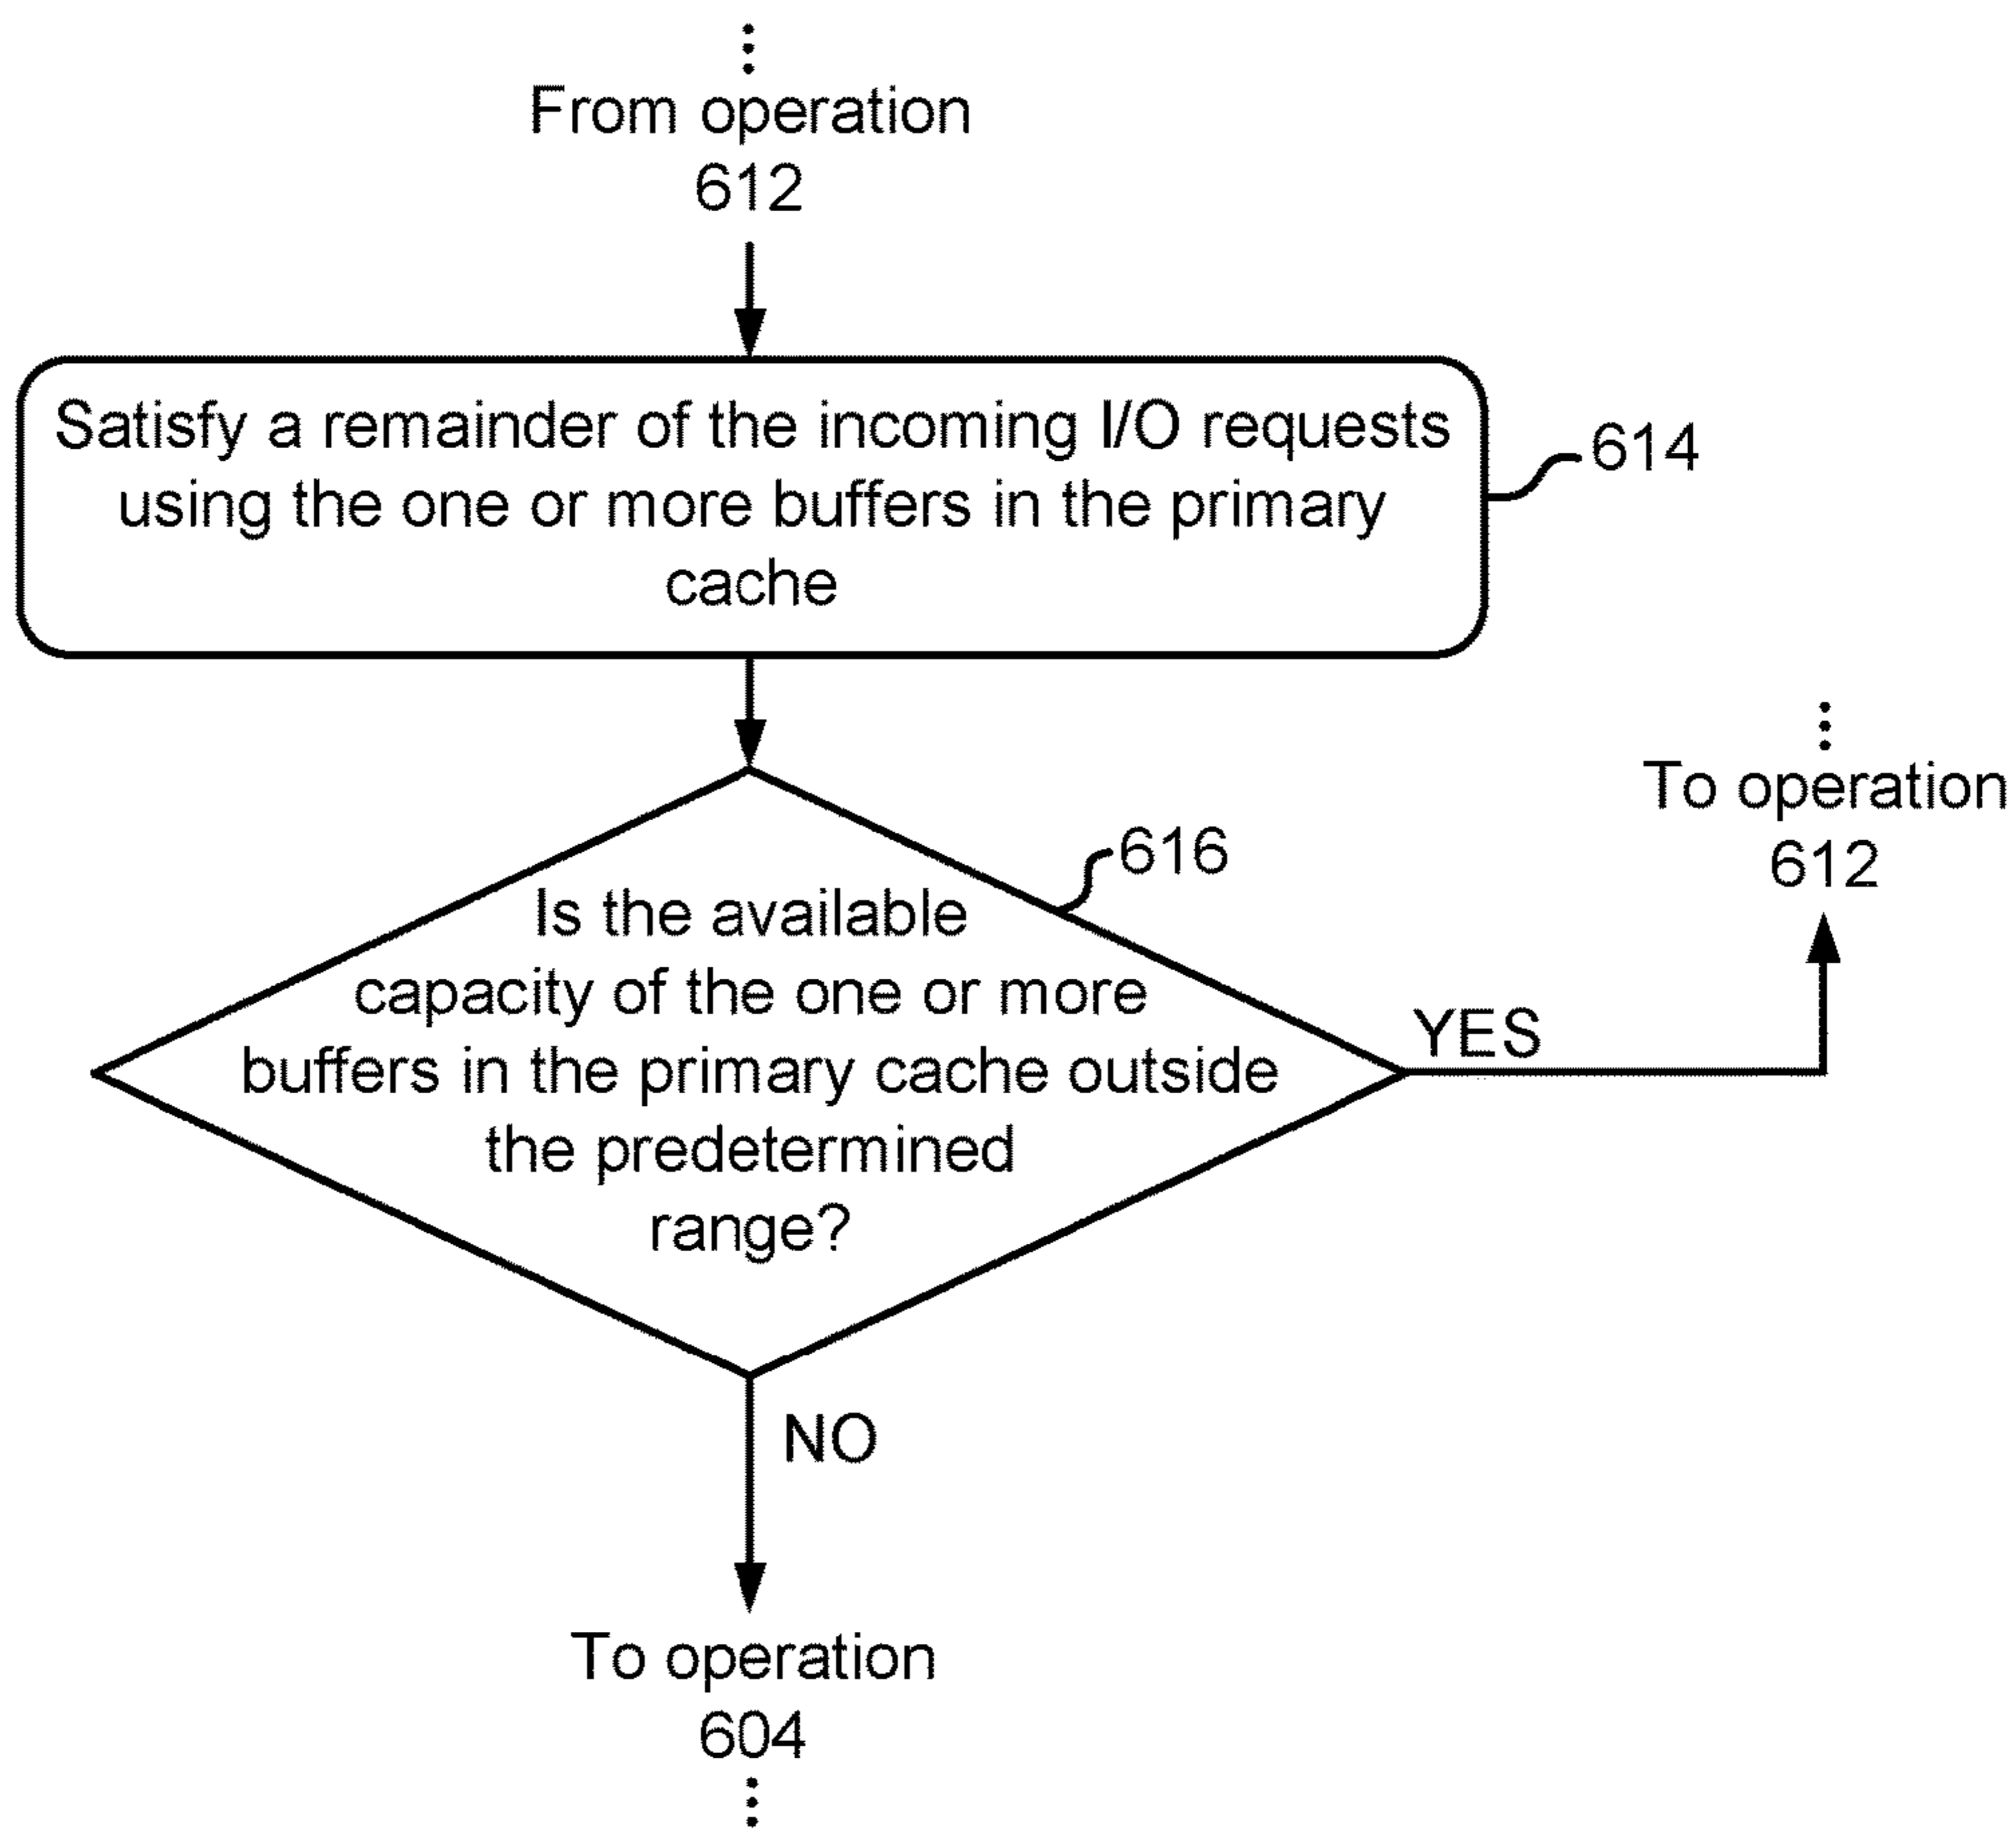 From operation
612
Satisfy a remainder of the incoming I/O requests
using the one or more buffers in the primary
cache
614
616
Is the available
capacity of the one or more
buffers in the primary cache outside
the predetermined
range?
YES
To operation
612
NO
To operation
604